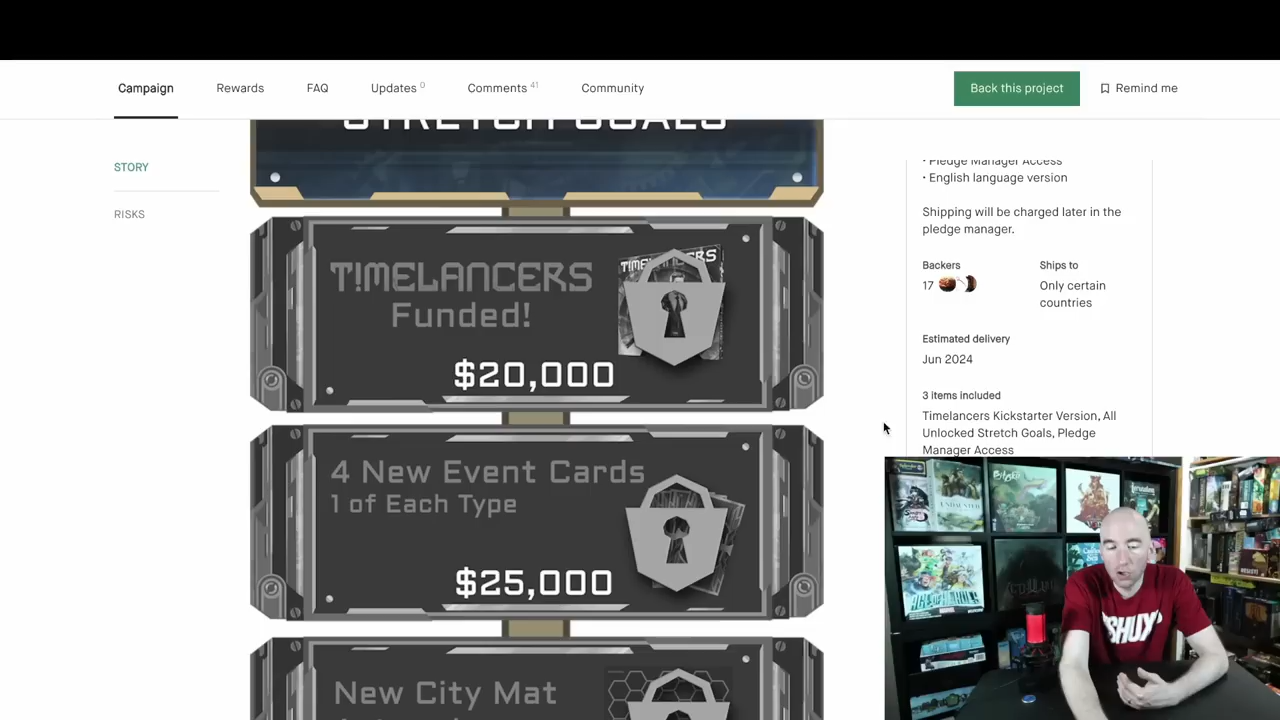 Campaign
Rewards
FAQ
Updates 0
Comments 41
Community
Back this project
Remind me
STORY
RISKS
STRETCH GOALS
T!MELANCERS
Funded!
$20,000
4 New Event Cards
1 of Each Type
$25,000
New City Mat
• Pledge Manager Access
• English language version
Shipping will be charged later in the
pledge manager.
Backers
17
Ships to
Only certain
countries
Estimated delivery
Jun 2024
3 items included
Timelancers Kickstarter Version, All
Unlocked Stretch Goals, Pledge
Manager Access
SHUX